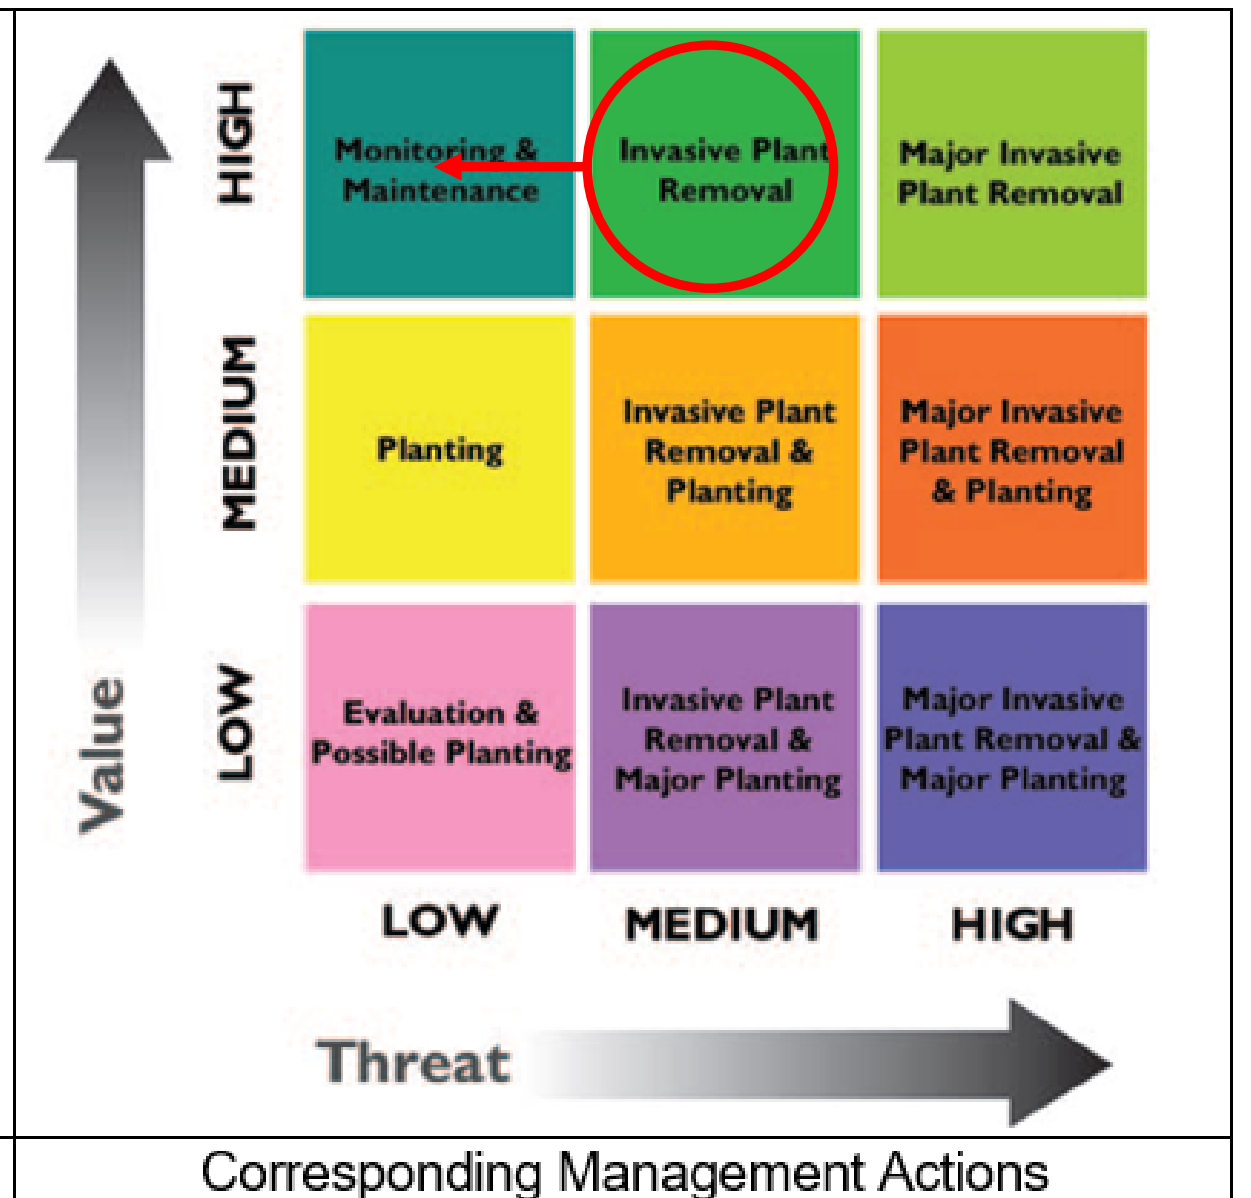 HIGH
Monitoring &
Maintenance
Invasive Plant
Removal
Major Invasive
Plant Removal
MEDIUM
Planting
Invasive Plant
Removal &
Planting
Major Invasive
Plant Removal
& Planting
LOW
Evaluation &
Possible Planting
Invasive Plant
Removal &
Major Planting
Major Invasive
Plant Removal &
Major Planting
Value
LOW
MEDIUM
HIGH
Threat
Corresponding Management Actions